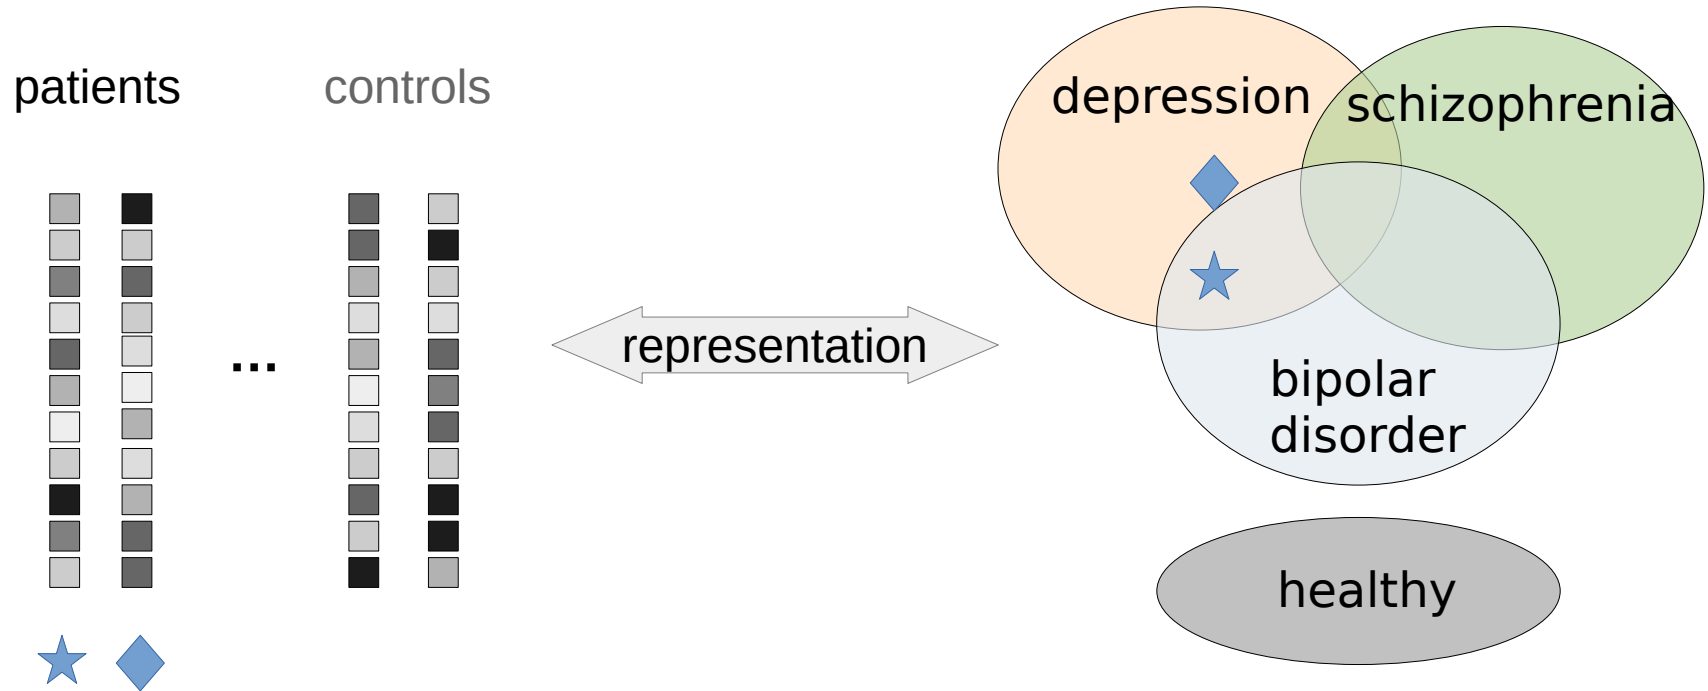 patients
controls
...
representation
depression
schizophrenia
bipolar
disorder
healthy